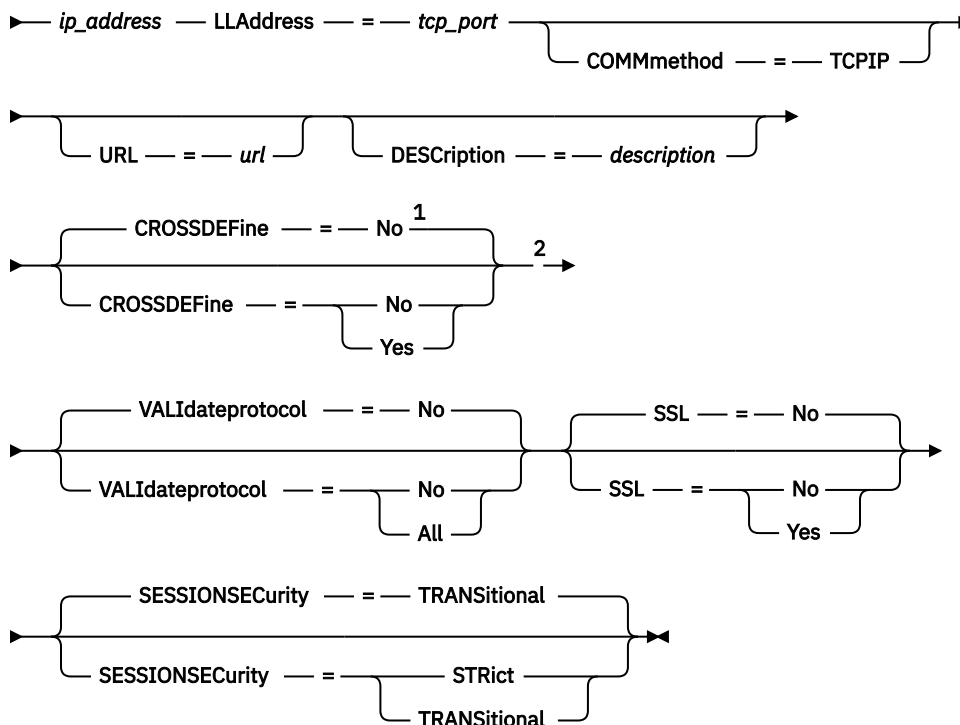 ip_address LLAddress = tcp_port
COMMmethod = TCPIP
URL = url DESCription = description
CROSSDEFine = No 1
2
CROSSDEFine = No
Yes
VALIdateprotocol = No SSL = No
VALIdateprotocol = No SSL = No
All Yes
SESSIONSECurity = TRANSitional
SESSIONSECurity = STRict
TRANSitional